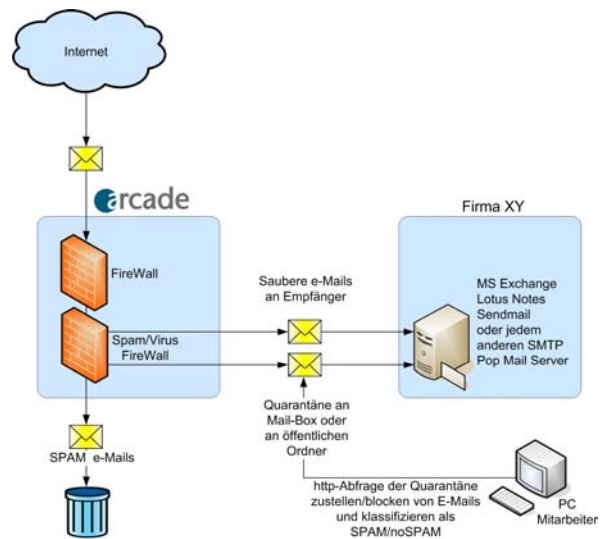 Internet
arcade
Firma XY
FireWall
Saubere e-Mails
an Empfänger
MS Exchange
Lotus Notes
Sendmail
oder jedem
anderen SMTP
Pop Mail Server
Spam/Virus
FireWall
Quarantäne an
Mail-Box oder
an öffentlichen
Ordner
SPAM e-Mails
http-Abfrage der Quarantäne
zustellen/blocken von E-Mails
und klassifizieren als
SPAM/noSPAM
PC
Mitarbeiter